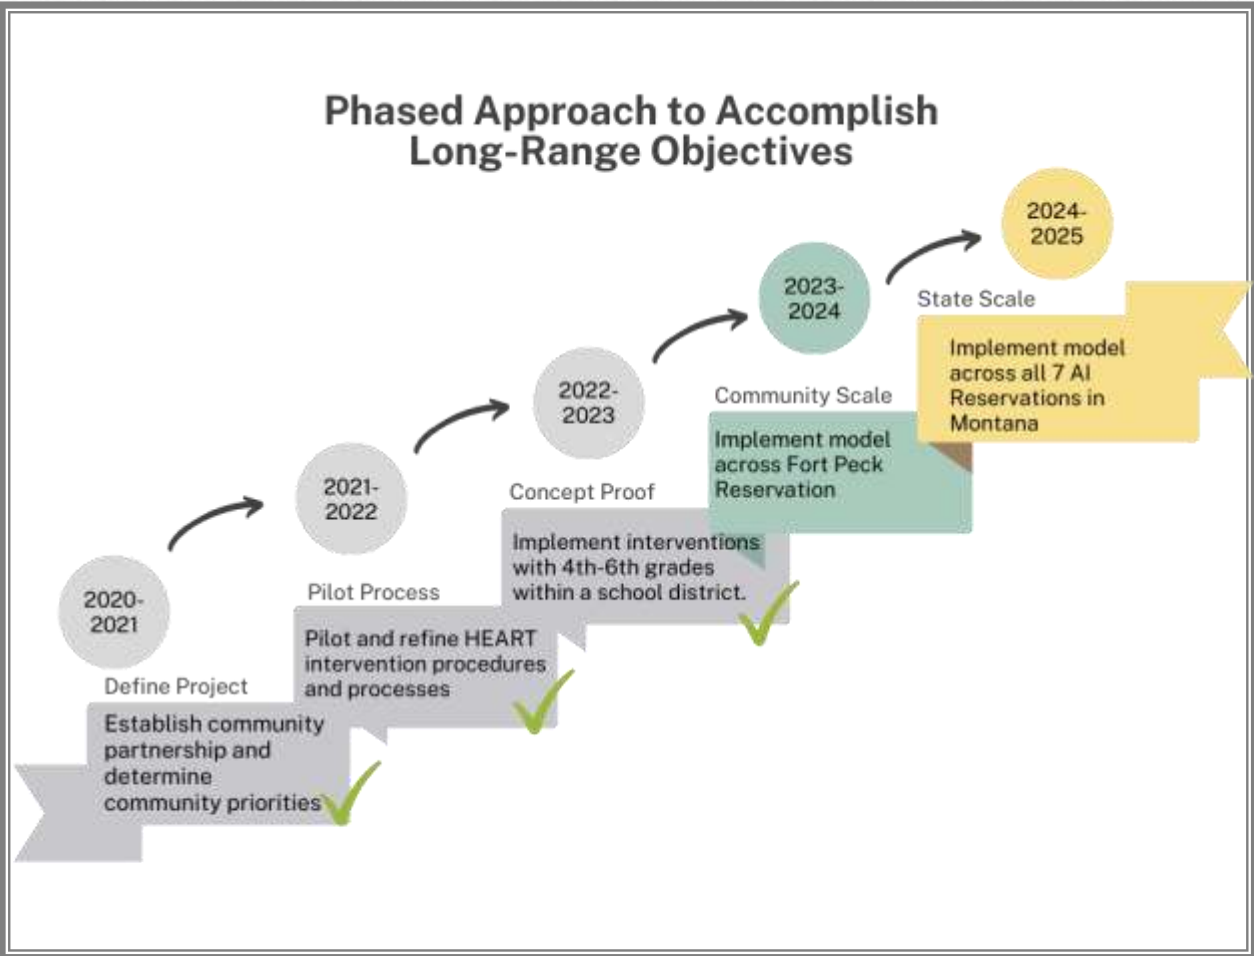 Phased Approach to Accomplish
Long-Range Objectives
2020-
2021
Define Project
Establish community
partnership and
determine
community priorities
2021-
2022
Pilot Process
Pilot and refine HEART
intervention procedures
and processes
2022-
2023
Concept Proof
Implement interventions
with 4th-6th grades
within a school district.
2023-
2024
Community Scale
Implement model
across Fort Peck
Reservation
2024-
2025
State Scale
Implement model
across all 7 AI
Reservations in
Montana